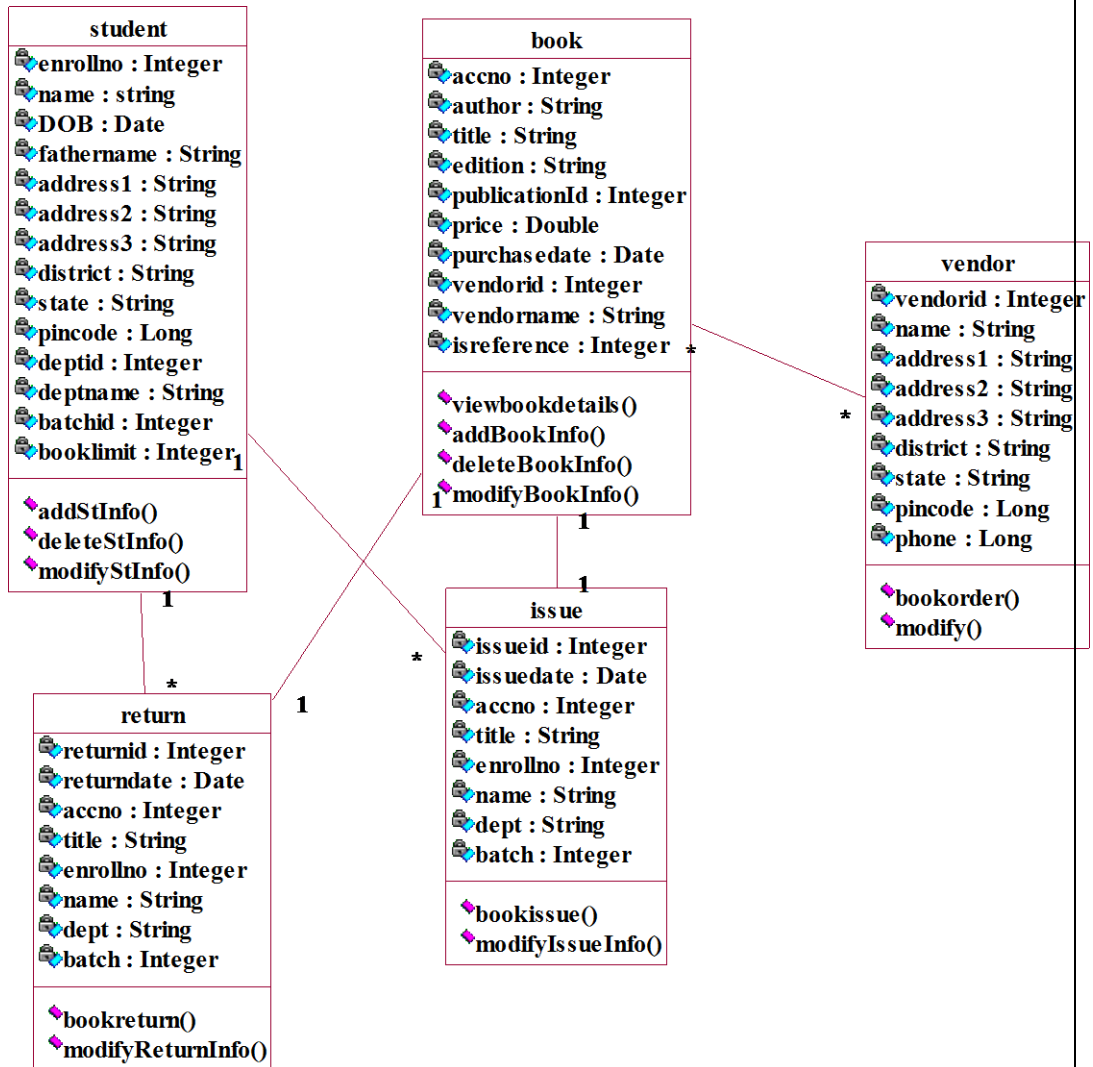 student
enrollno : Integer
name : string
DOB : Date
fathername : String
address1 : String
address2 : String
address3 : String
district : String
state : String
pincode : Long
deptid : Integer
deptname : String
batchid : Integer
booklimit : Integer
1
addStInfo()
deleteStInfo()
modifyStInfo()
1
book
accno : Integer
author : String
title : String
edition : String
publicationId : Integer
price : Double
purchasedate : Date
vendorid : Integer
vendorname : String
isreference : Integer
*
viewbookdetails()
addBookInfo()
deleteBookInfo()
modifyBookInfo()
1
1
vendor
vendorid : Integer
name : String
address1 : String
address2 : String
address3 : String
*
district : String
state : String
pincode : Long
phone : Long
bookorder()
modify()
*
return
1
returnid : Integer
returndate : Date
accno : Integer
title : String
enrollno : Integer
name : String
dept : String
batch : Integer
bookreturn()
modifyReturnInfo()
1
issue
*
issueid : Integer
issuedate : Date
accno : Integer
title : String
enrollno : Integer
name : String
dept : String
batch : Integer
bookissue()
modifyIssueInfo()